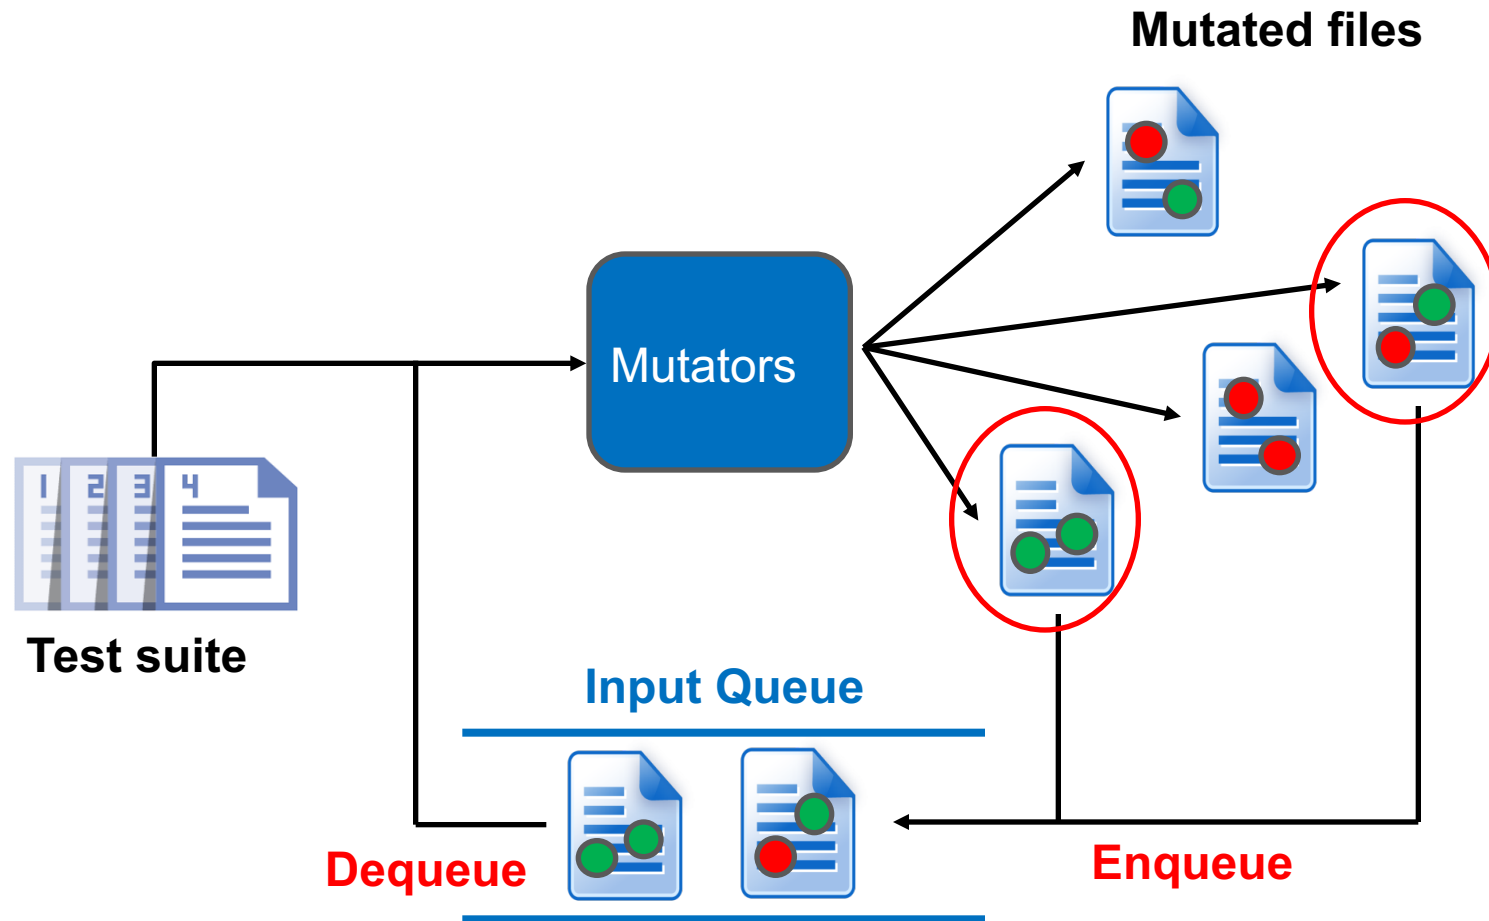 Mutated files
Mutators
1 2 3 4
Test suite
Input Queue
Dequeue
Enqueue